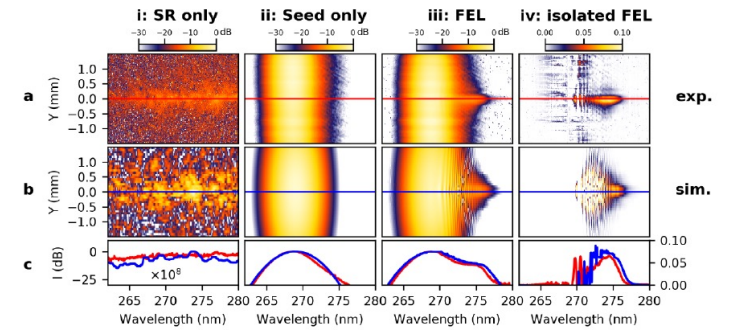 i: SR only ii: Seed only iii: FEL iv: isolated FEL
−30 −20 −10 0 dB −30 −20 −10 0 dB −30 −20 −10 0 dB 0.00 0.05 0.10
a Y (mm) 1.0 0.5 0.0 −0.5 −1.0 exp.
b Y (mm) 1.0 0.5 0.0 −0.5 −1.0 sim.
c I (dB) 0 −25 ×10⁸ 0.10 0.05 0.00
265 270 275 280 265 270 275 280 265 270 275 280 265 270 275 280
Wavelength (nm) Wavelength (nm) Wavelength (nm) Wavelength (nm)